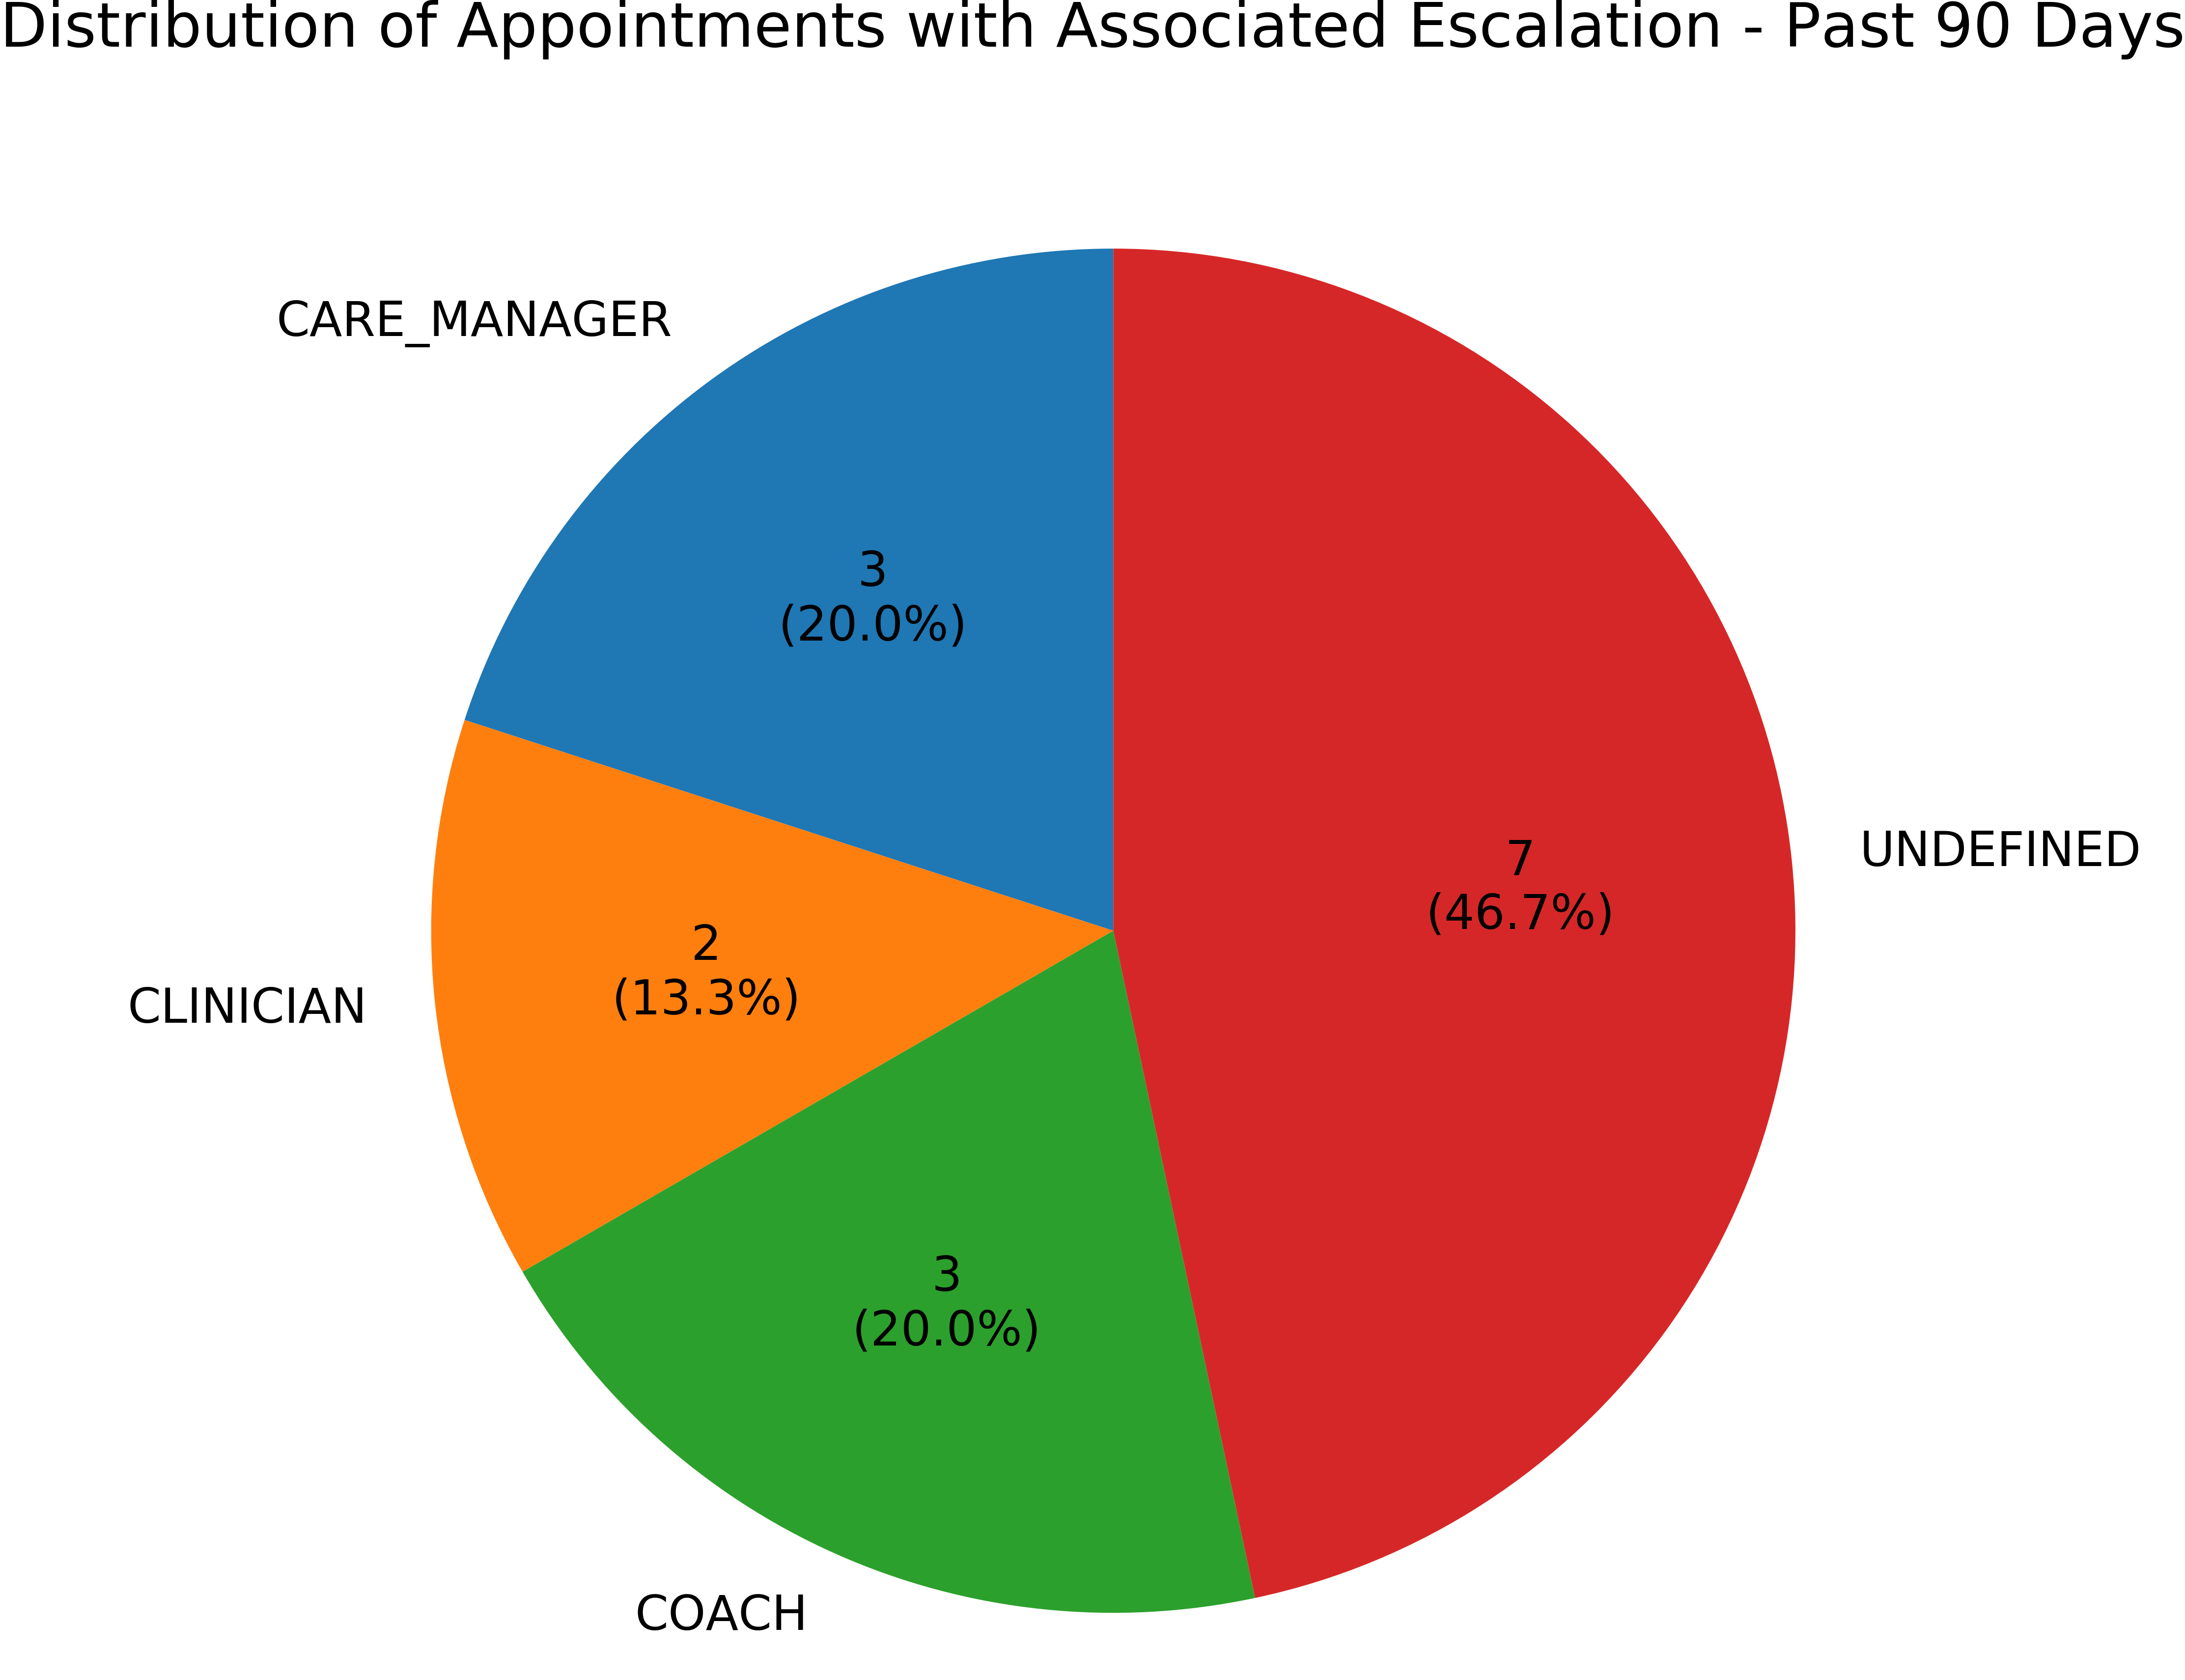 Distribution of Appointments with Associated Escalation - Past 90 Days
CARE_MANAGER
3
(20.0%)
7
(46.7%)
UNDEFINED
2
(13.3%)
CLINICIAN
3
(20.0%)
COACH